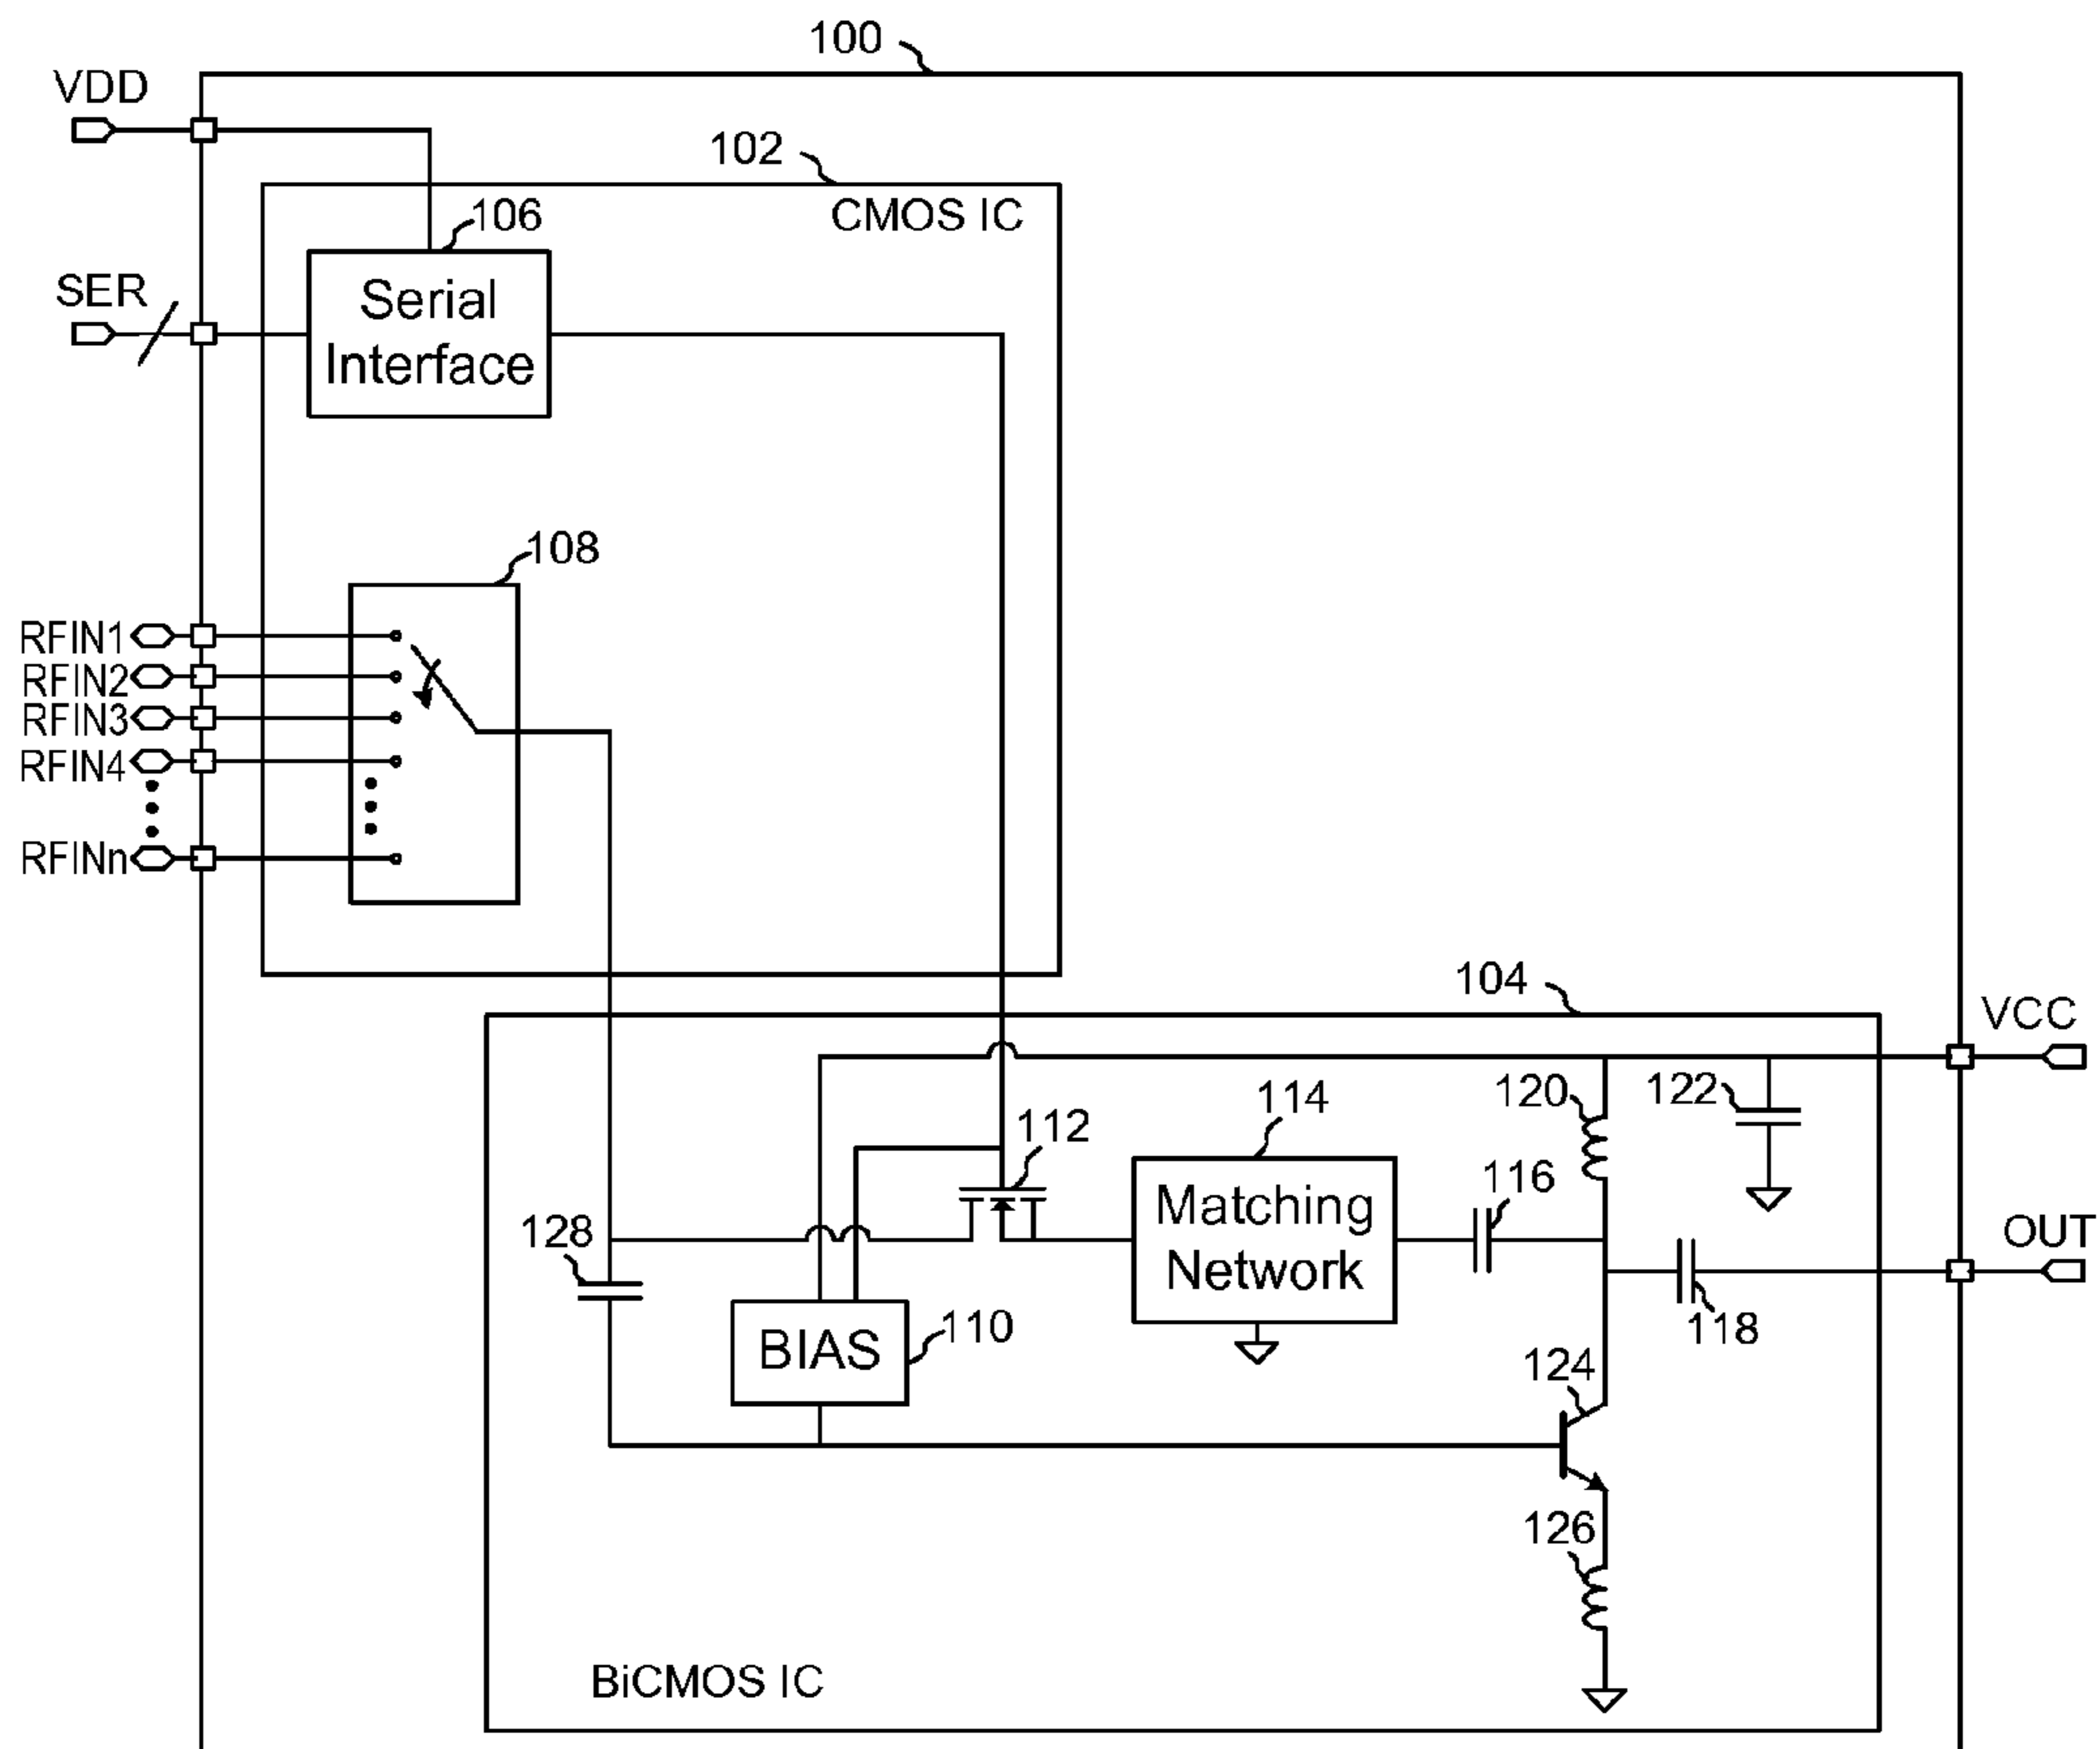 100
VDD
102
CMOS IC
106
SER
Serial
Interface
108
RFIN1
RFIN2
RFIN3
RFIN4
RFINn
104
VCC
120
122
114
112
116
Matching
Network
128
OUT
BIAS
110
118
124
126
BiCMOS IC